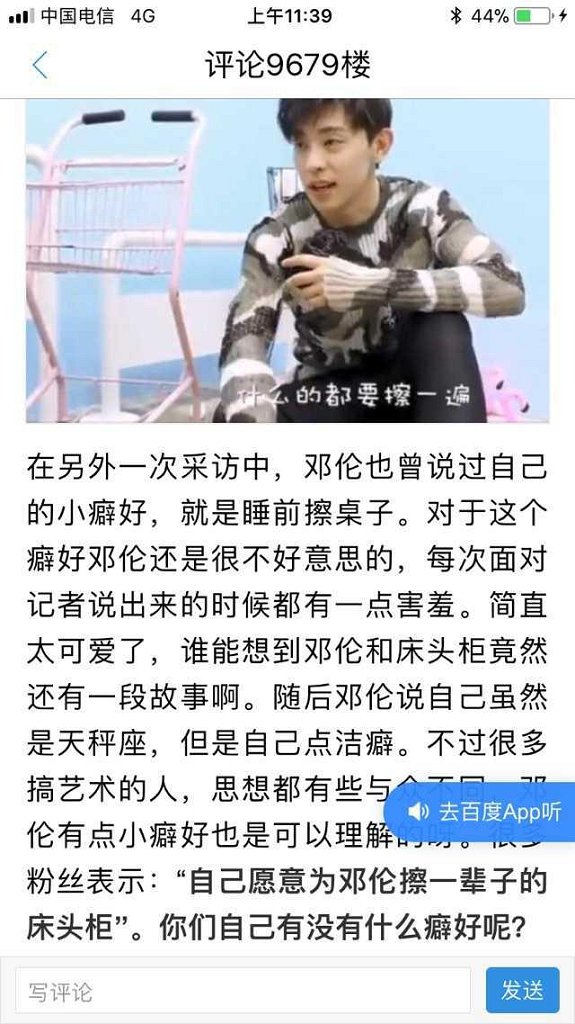 中国电信 4G 上午11:39 44%
评论9679楼
什么的都要擦一遍
在另外一次采访中，邓伦也曾说过自己
的小癖好，就是睡前擦桌子。对于这个
癖好邓伦还是很不好意思的，每次面对
记者说出来的时候都有一点害羞。简直
太可爱了，谁能想到邓伦和床头柜竟然
还有一段故事啊。随后邓伦说自己虽然
是天秤座，但是自己点洁癖。不过很多
搞艺术的人，思想都有些与众不同。邓
去百度App听
伦有点小癖好也是可以理解的呀。很多
粉丝表示：“自己愿意为邓伦擦一辈子的
床头柜”。你们自己有没有什么癖好呢？
写评论
发送